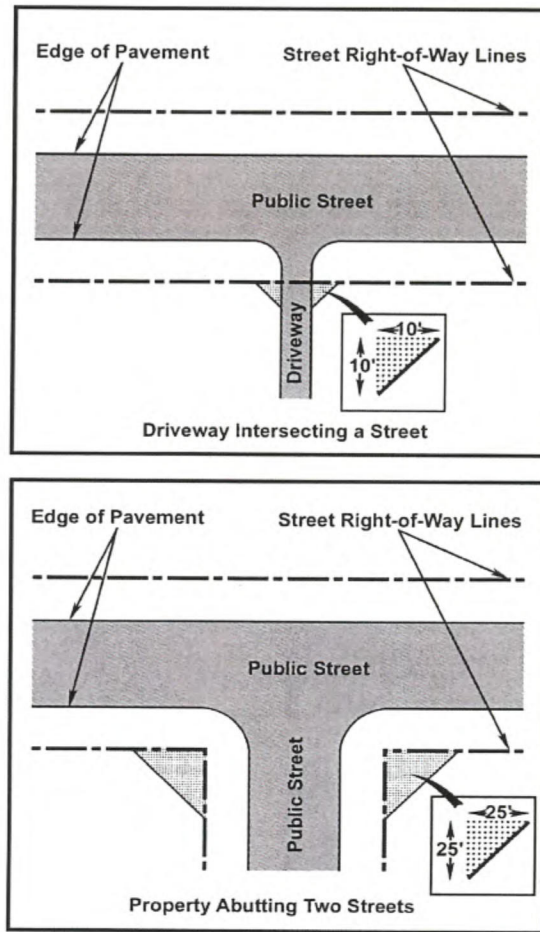 Edge of Pavement
Street Right-of-Way Lines
Public Street
Driveway
10'
10'
Driveway Intersecting a Street
Edge of Pavement
Street Right-of-Way Lines
Public Street
Public Street
25'
25'
Property Abutting Two Streets